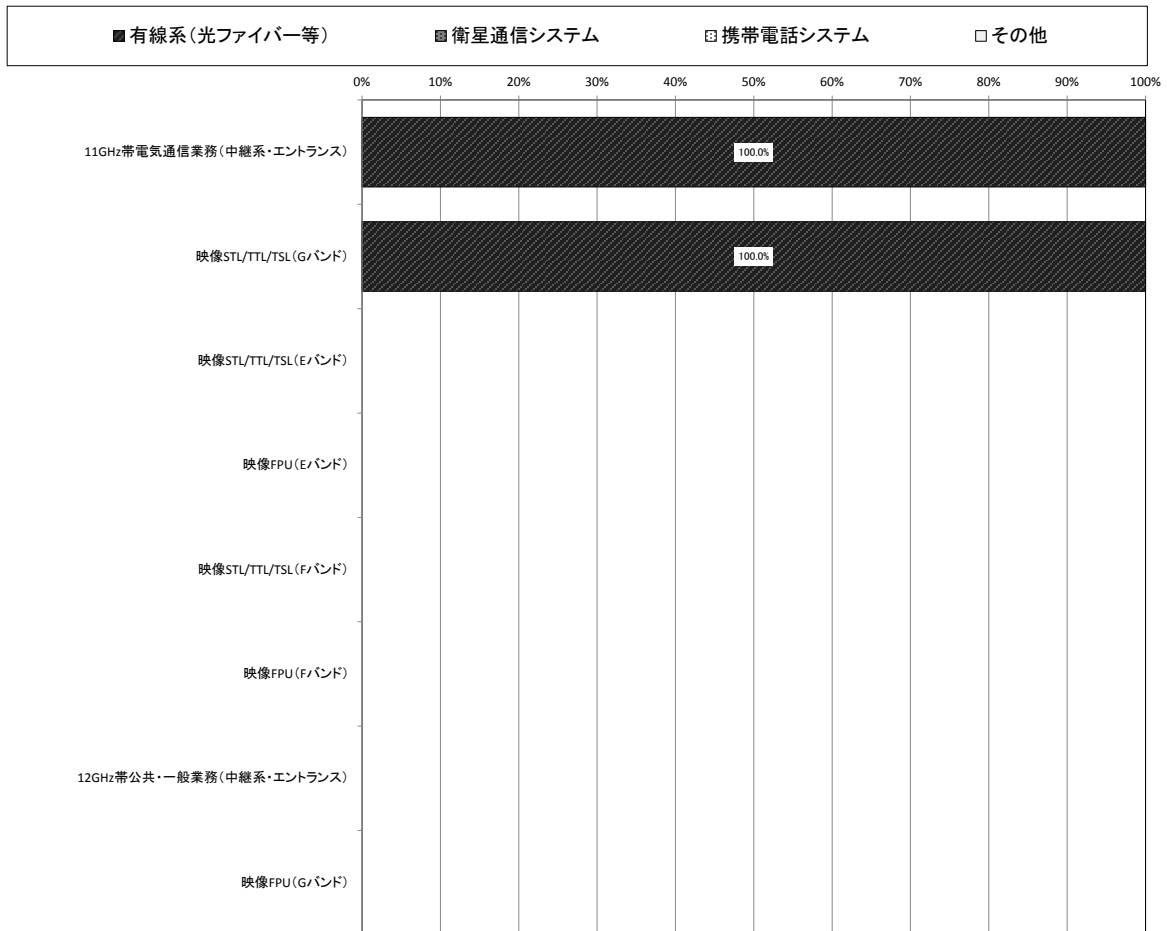 有線系（光ファイバー等） 衛星通信システム 携帯電話システム その他
0% 10% 20% 30% 40% 50% 60% 70% 80% 90% 100%
11GHz帯電気通信業務（中継系・エントランス）
100.0%
映像STL/TTL/TSL（Gバンド）
100.0%
映像STL/TTL/TSL（Eバンド）
映像FPU（Eバンド）
映像STL/TTL/TSL（Fバンド）
映像FPU（Fバンド）
12GHz帯公共・一般業務（中継系・エントランス）
映像FPU（Gバンド）